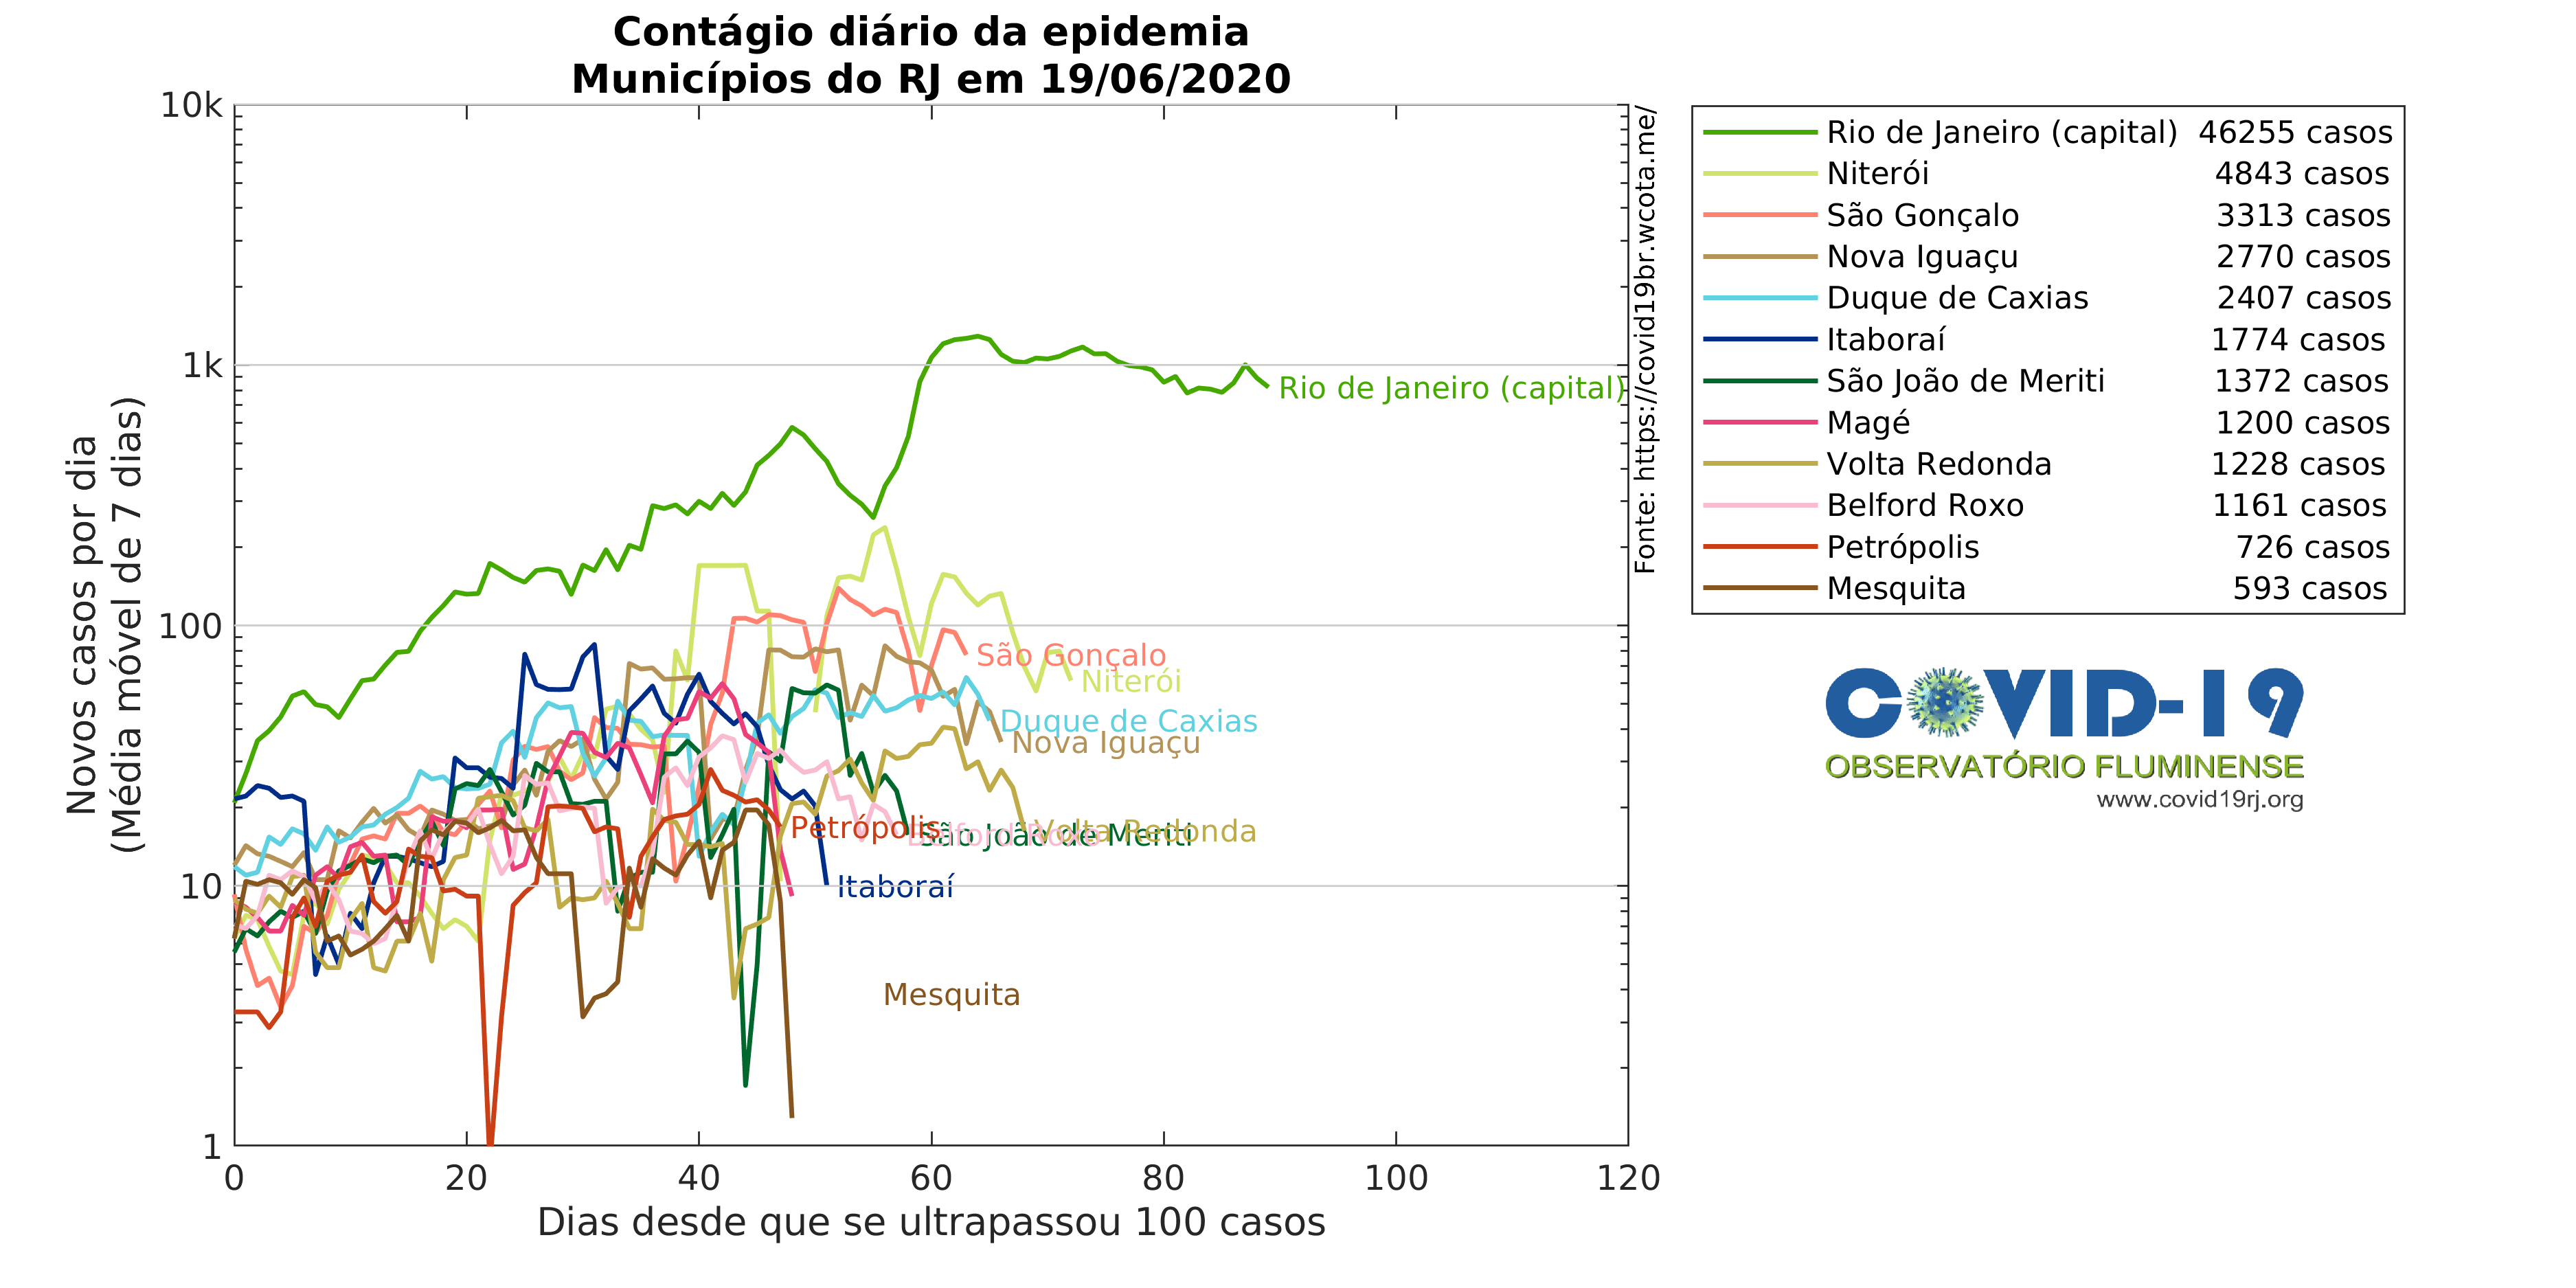 Contágio diário da epidemia
Municípios do RJ em 19/06/2020
Novos casos por dia
(Média móvel de 7 dias)
10k
1k
100
10
1
0 20 40 60 80 100 120
Dias desde que se ultrapassou 100 casos
Rio de Janeiro (capital)
São Gonçalo
Niterói
Duque de Caxias
Nova Iguaçu
Petrópolis
Belford Roxo
São João de Meriti
Volta Redonda
Itaboraí
Mesquita
Fonte: https://covid19br.wcota.me/
Rio de Janeiro (capital) 46255 casos
Niterói 4843 casos
São Gonçalo 3313 casos
Nova Iguaçu 2770 casos
Duque de Caxias 2407 casos
Itaboraí 1774 casos
São João de Meriti 1372 casos
Magé 1200 casos
Volta Redonda 1228 casos
Belford Roxo 1161 casos
Petrópolis 726 casos
Mesquita 593 casos
COVID-19
OBSERVATÓRIO FLUMINENSE
www.covid19rj.org